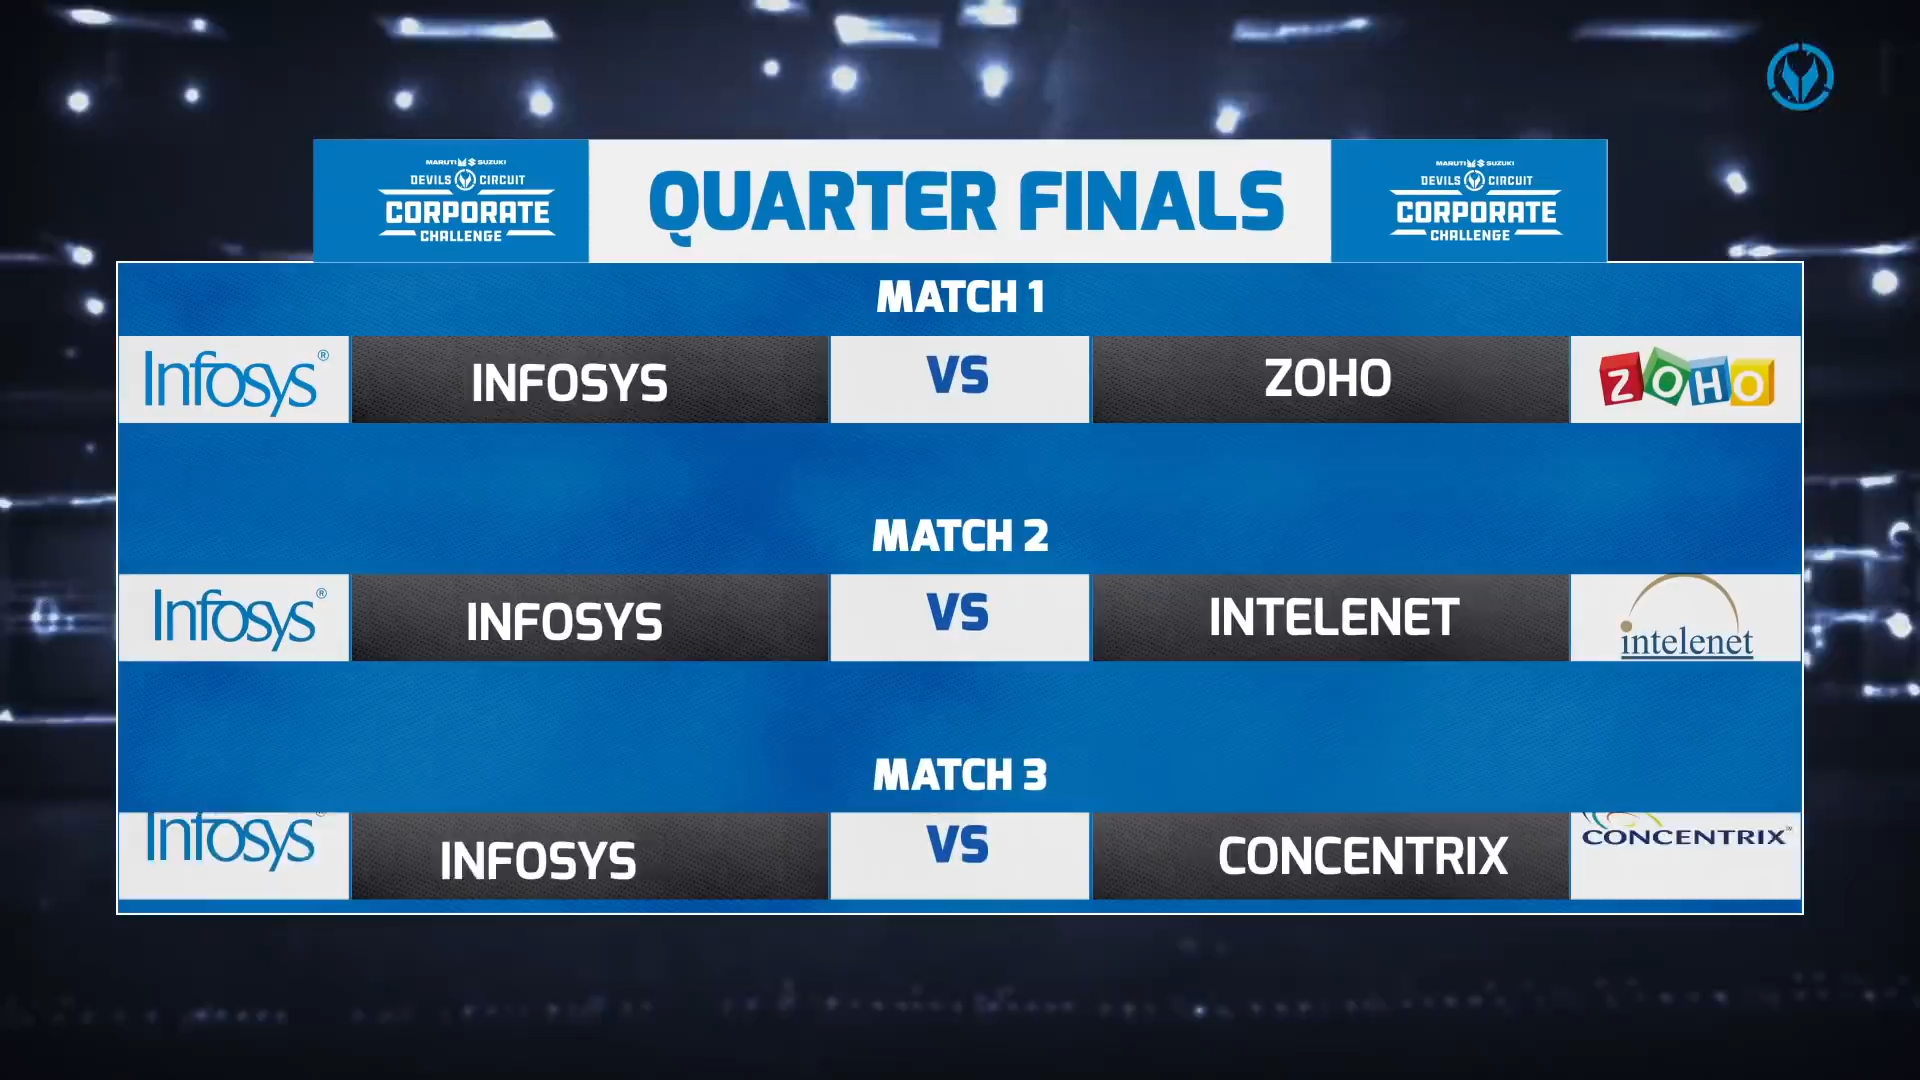 MARUTI SUZUKI
DEVILS CIRCUIT
CORPORATE
CHALLENGE
QUARTER FINALS
MARUTI SUZUKI
DEVILS CIRCUIT
CORPORATE
CHALLENGE
MATCH 1
Infosys® INFOSYS VS ZOHO ZOHO
MATCH 2
Infosys® INFOSYS VS INTELENET intelenet
MATCH 3
Infosys® INFOSYS VS CONCENTRIX CONCENTRIX™